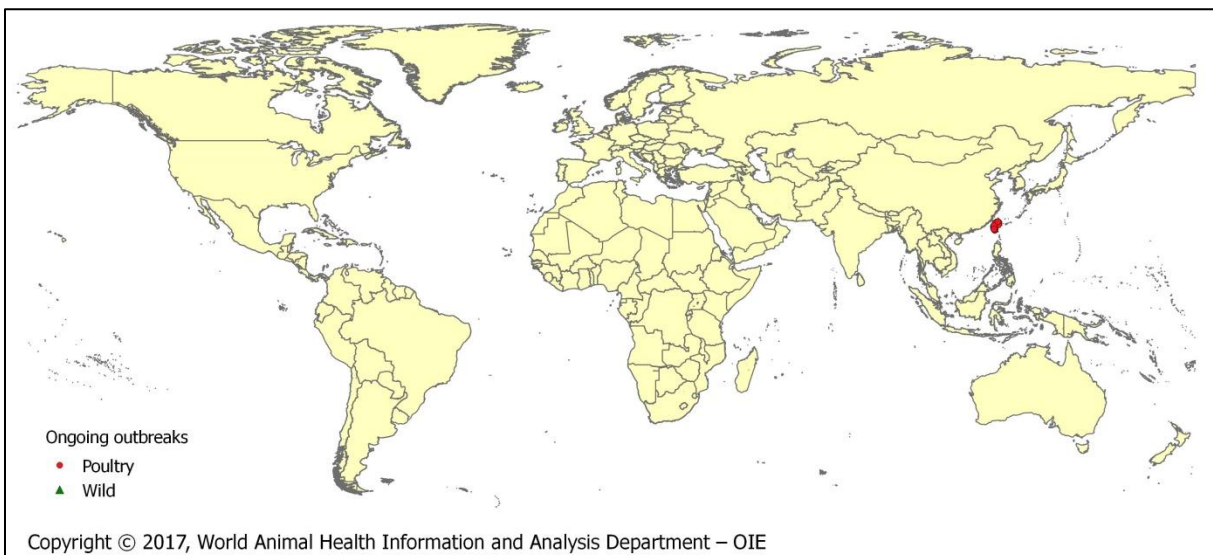 Ongoing outbreaks
Poultry
Wild
Copyright © 2017, World Animal Health Information and Analysis Department – OIE